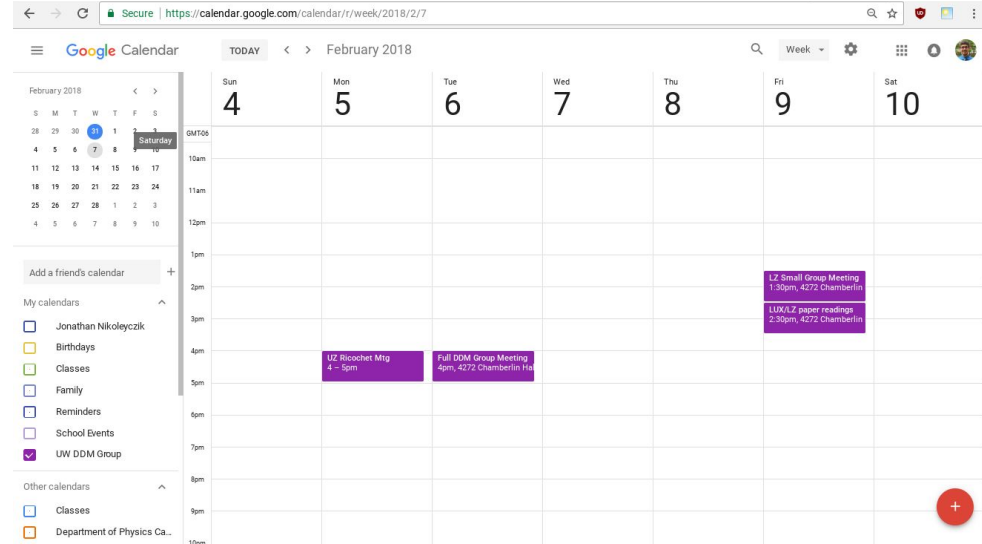 Secure https://calendar.google.com/calendar/r/week/2018/2/7
Google Calendar TODAY February 2018 Week
February 2018
S M T W T F S
28 29 30 31 1 2 3
Saturday
4 5 6 7 8 9 10
11 12 13 14 15 16 17
18 19 20 21 22 23 24
25 26 27 28 1 2 3
4 5 6 7 8 9 10
Add a friend's calendar +
My calendars
Jonathan Nikoleyczik
Birthdays
Classes
Family
Reminders
School Events
UW DDM Group
Other calendars
Classes
Department of Physics Ca...
Sun Mon Tue Wed Thu Fri Sat
4 5 6 7 8 9 10
GMT-06
10am
11am
12pm
1pm
2pm
3pm
4pm
5pm
6pm
7pm
8pm
9pm
10pm
UZ Ricochet Mtg
4 – 5pm
Full DDM Group Meeting
4pm, 4272 Chamberlin Hal
LZ Small Group Meeting
1:30pm, 4272 Chamberlin
LUX/LZ paper readings
2:30pm, 4272 Chamberlin
+